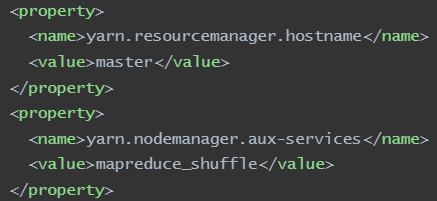 <property>
  <name>yarn.resourcemanager.hostname</name>
  <value>master</value>
</property>
<property>
  <name>yarn.nodemanager.aux-services</name>
  <value>mapreduce_shuffle</value>
</property>